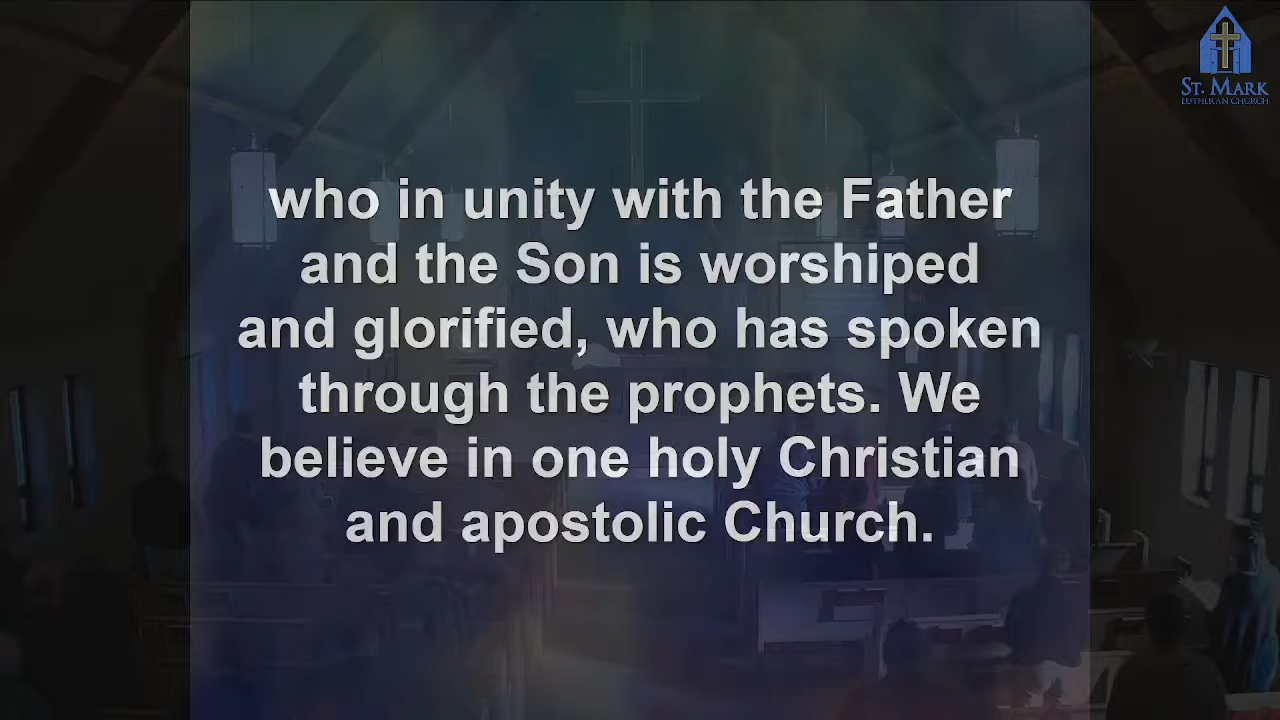 ST. MARK
LUTHERAN CHURCH
who in unity with the Father
and the Son is worshiped
and glorified, who has spoken
through the prophets. We
believe in one holy Christian
and apostolic Church.